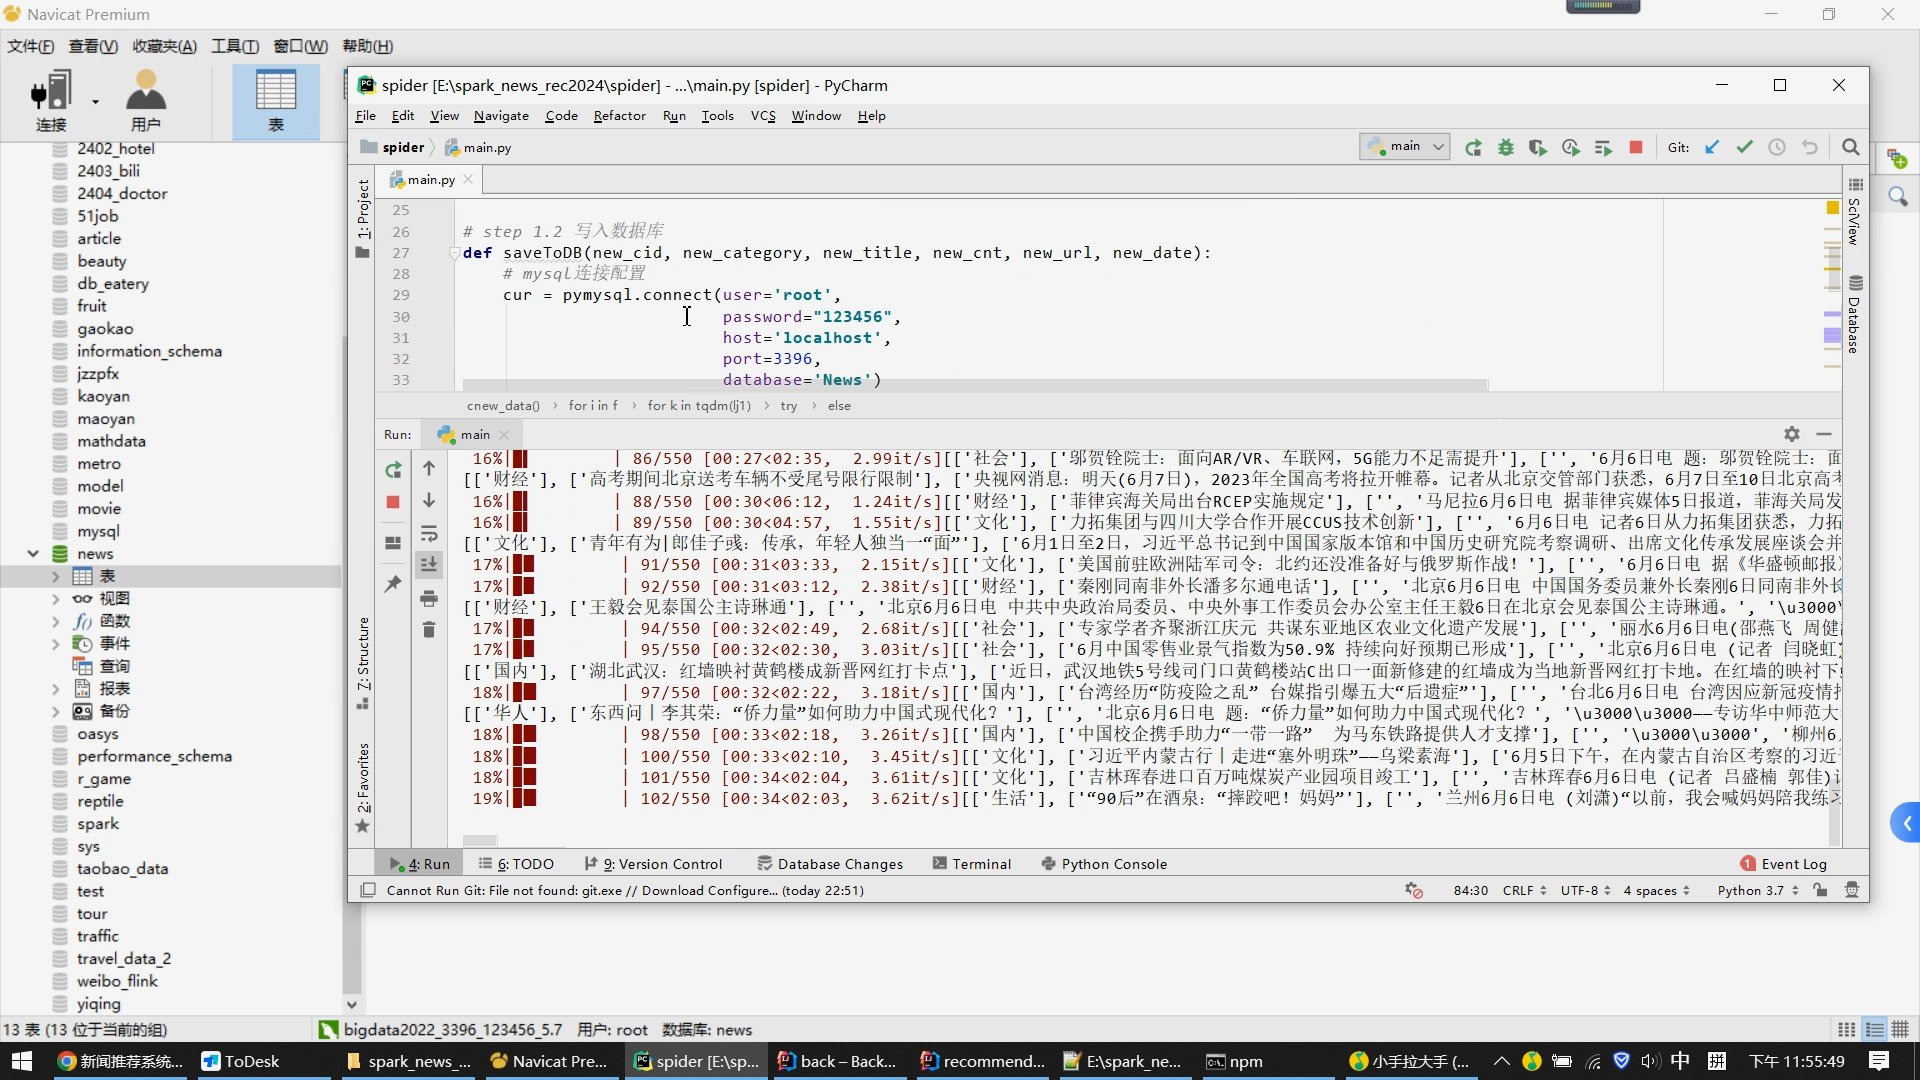 Navicat Premium
文件(F) 查看(V) 收藏夹(A) 工具(T) 窗口(W) 帮助(H)
连接
用户
表
2402_hotel
2403_bili
2404_doctor
51job
article
beauty
db_eatery
fruit
gaokao
information_schema
jzzpfx
kaoyan
maoyan
mathdata
metro
model
movie
mysql
news
表
视图
函数
事件
查询
报表
备份
oasys
performance_schema
r_game
reptile
spark
sys
taobao_data
test
tour
traffic
travel_data_2
weibo_flink
yiqing
spider [E:\spark_news_rec2024\spider] - ...\main.py [spider] - PyCharm
File Edit View Navigate Code Refactor Run Tools VCS Window Help
spider main.py
main
Git:
1: Project
main.py
25
26 # step 1.2 写入数据库
27 def saveToDB(new_cid, new_category, new_title, new_cnt, new_url, new_date):
28 # mysql连接配置
29 cur = pymysql.connect(user='root',
30 password="123456",
31 host='localhost',
32 port=3396,
33 database='News')
cnew_data() › for i in f › for k in tqdm(lj1) › try › else
SciView
Database
Run: main
16%| | 86/550 [00:27<02:35, 2.99it/s][['社会'], ['邬贺铨院士：面向AR/VR、车联网，5G能力不足需提升'], ['', '6月6日电 题：邬贺铨院士：面
[['财经'], ['高考期间北京送考车辆不受尾号限行限制'], ['央视网消息：明天(6月7日)，2023年全国高考将拉开帷幕。记者从北京交管部门获悉，6月7日至10日北京高考
16%| | 88/550 [00:30<06:12, 1.24it/s][['财经'], ['菲律宾海关局出台RCEP实施规定'], ['', '马尼拉6月6日电 据菲律宾媒体5日报道，菲海关局发
16%| | 89/550 [00:30<04:57, 1.55it/s][['文化'], ['力拓集团与四川大学合作开展CCUS技术创新'], ['', '6月6日电 记者6日从力拓集团获悉，力拓
[['文化'], ['青年有为|郎佳子彧：传承，年轻人独当一“面”'], ['6月1日至2日，习近平总书记到中国国家版本馆和中国历史研究院考察调研、出席文化传承发展座谈会并
17%| | 91/550 [00:31<03:33, 2.15it/s][['文化'], ['美国前驻欧洲陆军司令：北约还没准备好与俄罗斯作战！'], ['', '6月6日电 据《华盛顿邮报》
17%| | 92/550 [00:31<03:12, 2.38it/s][['财经'], ['秦刚同南非外长潘多尔通电话'], ['', '北京6月6日电 中国国务委员兼外长秦刚6日同南非外长
[['财经'], ['王毅会见泰国公主诗琳通'], ['', '北京6月6日电 中共中央政治局委员、中央外事工作委员会办公室主任王毅6日在北京会见泰国公主诗琳通。', '\u3000\
17%| | 94/550 [00:32<02:49, 2.68it/s][['社会'], ['专家学者齐聚浙江庆元 共谋东亚地区农业文化遗产发展'], ['', '丽水6月6日电(邵燕飞 周健
17%| | 95/550 [00:32<02:30, 3.03it/s][['社会'], ['6月中国零售业景气指数为50.9% 持续向好预期已形成'], ['', '北京6月6日电 (记者 闫晓虹)
[['国内'], ['湖北武汉：红墙映衬黄鹤楼成新晋网红打卡点'], ['近日，武汉地铁5号线司门口黄鹤楼站C出口一面新修建的红墙成为当地新晋网红打卡地。在红墙的映衬下
18%| | 97/550 [00:32<02:22, 3.18it/s][['国内'], ['台湾经历“防疫险之乱” 台媒指引爆五大“后遗症”'], ['', '台北6月6日电 台湾因应新冠疫情
[['华人'], ['东西问丨李其荣：“侨力量”如何助力中国式现代化？'], ['', '北京6月6日电 题：“侨力量”如何助力中国式现代化？', '\u3000\u3000——专访华中师范大
18%| | 98/550 [00:33<02:18, 3.26it/s][['国内'], ['中国校企携手助力“一带一路” 为马东铁路提供人才支撑'], ['', '\u3000\u3000', '柳州6
18%| | 100/550 [00:33<02:10, 3.45it/s][['文化'], ['习近平内蒙古行丨走进“塞外明珠”——乌梁素海'], ['6月5日下午，在内蒙古自治区考察的习近
18%| | 101/550 [00:34<02:04, 3.61it/s][['文化'], ['吉林珲春进口百万吨煤炭产业园项目竣工'], ['', '吉林珲春6月6日电 (记者 吕盛楠 郭佳)
19%| | 102/550 [00:34<02:03, 3.62it/s][['生活'], ['“90后”在酒泉：“摔跤吧！妈妈”'], ['', '兰州6月6日电 (刘潇)“以前，我会喊妈妈陪我练
7: Structure
2: Favorites
4: Run 6: TODO 9: Version Control Database Changes Terminal Python Console 1 Event Log
Cannot Run Git: File not found: git.exe // Download Configure... (today 22:51) 84:30 CRLF UTF-8 4 spaces Python 3.7
13 表 (13 位于当前的组) bigdata2022_3396_123456_5.7 用户: root 数据库: news
新闻推荐系统... ToDesk spark_news_... Navicat Pre... spider [E:\sp... back – Back... recommend... E:\spark_ne... npm 小手拉大手 (... 中 拼 下午 11:55:49